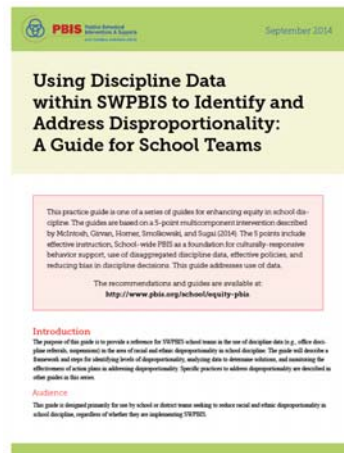 PBIS Positive Behavioral
Interventions & Supports
September 2014
Using Discipline Data
within SWPBIS to Identify and
Address Disproportionality:
A Guide for School Teams
This practice guide is one of a series of guides for enhancing equity in school dis-
cipline. The guides are based on a 5-point multicomponent intervention described
by McIntosh, Girvan, Horner, Smolkowski, and Sugai (2014). The 5 points include
effective instruction, School-wide PBIS as a foundation for culturally-responsive
behavior support, use of disaggregated discipline data, effective policies, and
reducing bias in discipline decisions. This guide addresses use of data.
The recommendations and guides are available at:
http://www.pbis.org/school/equity-pbis
Introduction
The purpose of this guide is to provide a reference for SWPBIS school teams in the use of discipline data (e.g., office disci-
pline referrals, suspensions) in the area of racial and ethnic disproportionality in school discipline. The guide will describe a
framework and steps for identifying levels of disproportionality, analyzing data to determine solutions, and monitoring the
effectiveness of action plans in addressing disproportionality. Specific practices to address disproportionality are described in
other guides in this series.
Audience
This guide is designed primarily for use by school or district teams seeking to reduce racial and ethnic disproportionality in
school discipline, regardless of whether they are implementing SWPBIS.